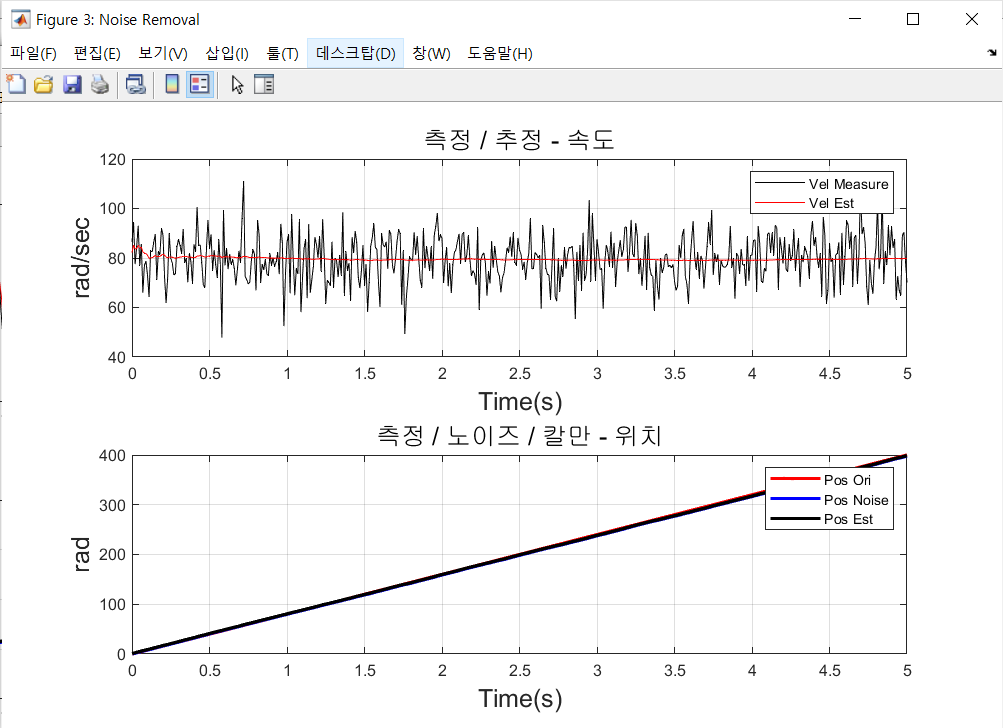 Figure 3: Noise Removal
파일(F) 편집(E) 보기(V) 삽입(I) 툴(T) 데스크탑(D) 창(W) 도움말(H)
측정 / 추정 - 속도
120
100
80
60
40
rad/sec
Vel Measure
Vel Est
0 0.5 1 1.5 2 2.5 3 3.5 4 4.5 5
Time(s)
측정 / 노이즈 / 칼만 - 위치
400
300
200
100
0
rad
Pos Ori
Pos Noise
Pos Est
0 0.5 1 1.5 2 2.5 3 3.5 4 4.5 5
Time(s)